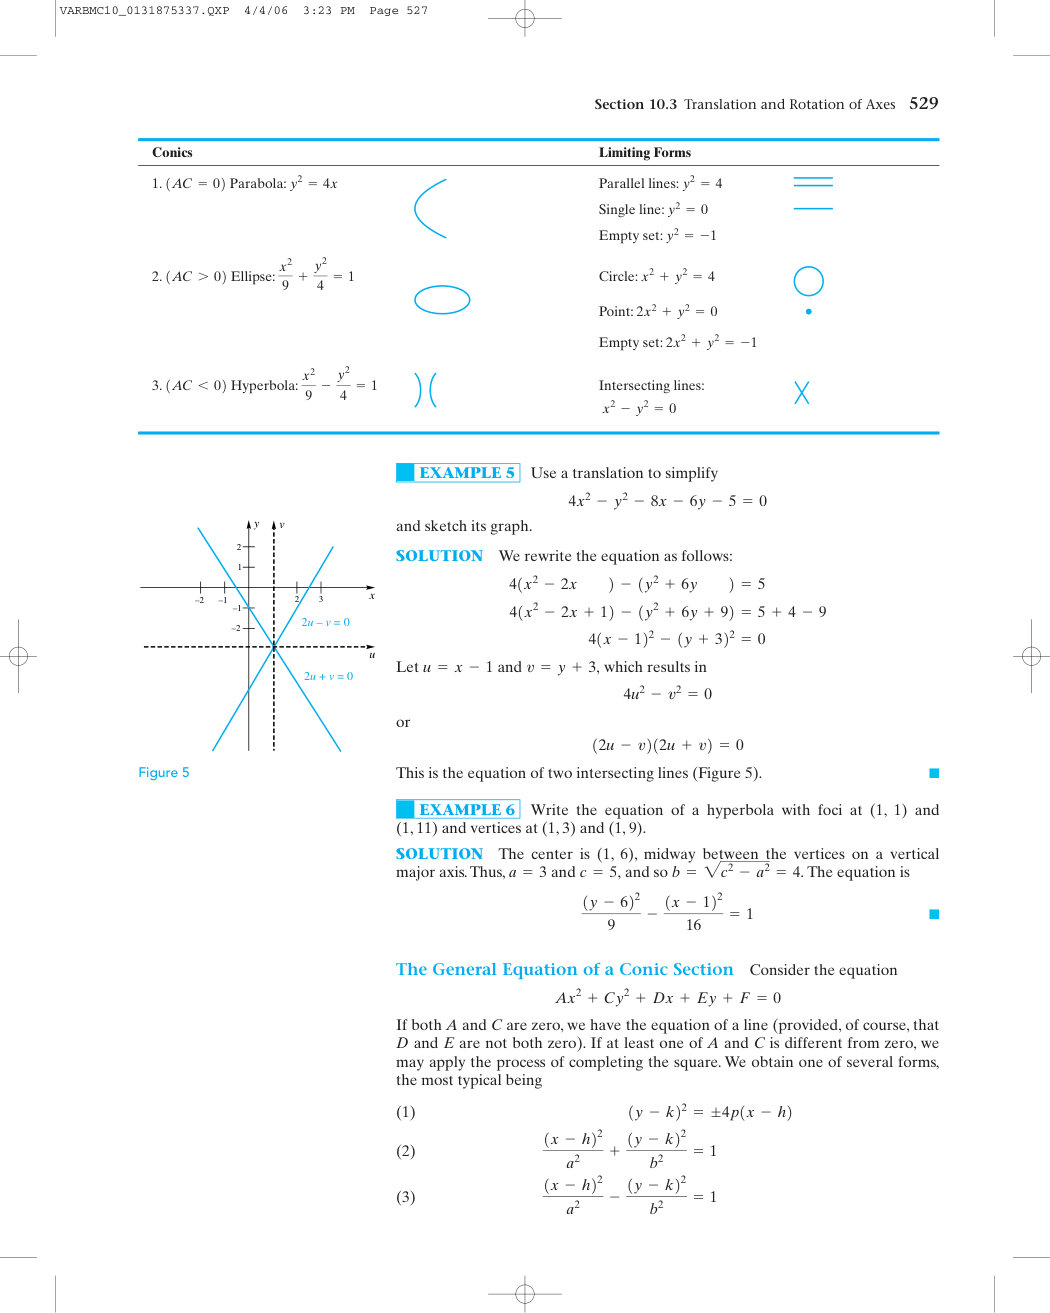 VARBMC10_0131875337.QXP 4/4/06 3:23 PM Page 527
Section 10.3 Translation and Rotation of Axes 529
Conics Limiting Forms
1. (AC = 0) Parabola: y² = 4x
Parallel lines: y² = 4
Single line: y² = 0
Empty set: y² = −1
2. (AC > 0) Ellipse: x²/9 + y²/4 = 1
Circle: x² + y² = 4
Point: 2x² + y² = 0
Empty set: 2x² + y² = −1
3. (AC < 0) Hyperbola: x²/9 − y²/4 = 1
Intersecting lines:
x² − y² = 0
EXAMPLE 5 Use a translation to simplify
4x² − y² − 8x − 6y − 5 = 0
and sketch its graph.
SOLUTION We rewrite the equation as follows:
4(x² − 2x ) − (y² + 6y ) = 5
4(x² − 2x + 1) − (y² + 6y + 9) = 5 + 4 − 9
4(x − 1)² − (y + 3)² = 0
Let u = x − 1 and v = y + 3, which results in
4u² − v² = 0
or
(2u − v)(2u + v) = 0
This is the equation of two intersecting lines (Figure 5).
y v
2
1
–2 –1 2 3 x
–1
–2
2u – v = 0
u
2u + v = 0
Figure 5
EXAMPLE 6 Write the equation of a hyperbola with foci at (1, 1) and
(1, 11) and vertices at (1, 3) and (1, 9).
SOLUTION The center is (1, 6), midway between the vertices on a vertical
major axis. Thus, a = 3 and c = 5, and so b = √(c² − a²) = 4. The equation is
(y − 6)²/9 − (x − 1)²/16 = 1
The General Equation of a Conic Section Consider the equation
Ax² + Cy² + Dx + Ey + F = 0
If both A and C are zero, we have the equation of a line (provided, of course, that
D and E are not both zero). If at least one of A and C is different from zero, we
may apply the process of completing the square. We obtain one of several forms,
the most typical being
(1) (y − k)² = ±4p(x − h)
(2) (x − h)²/a² + (y − k)²/b² = 1
(3) (x − h)²/a² − (y − k)²/b² = 1